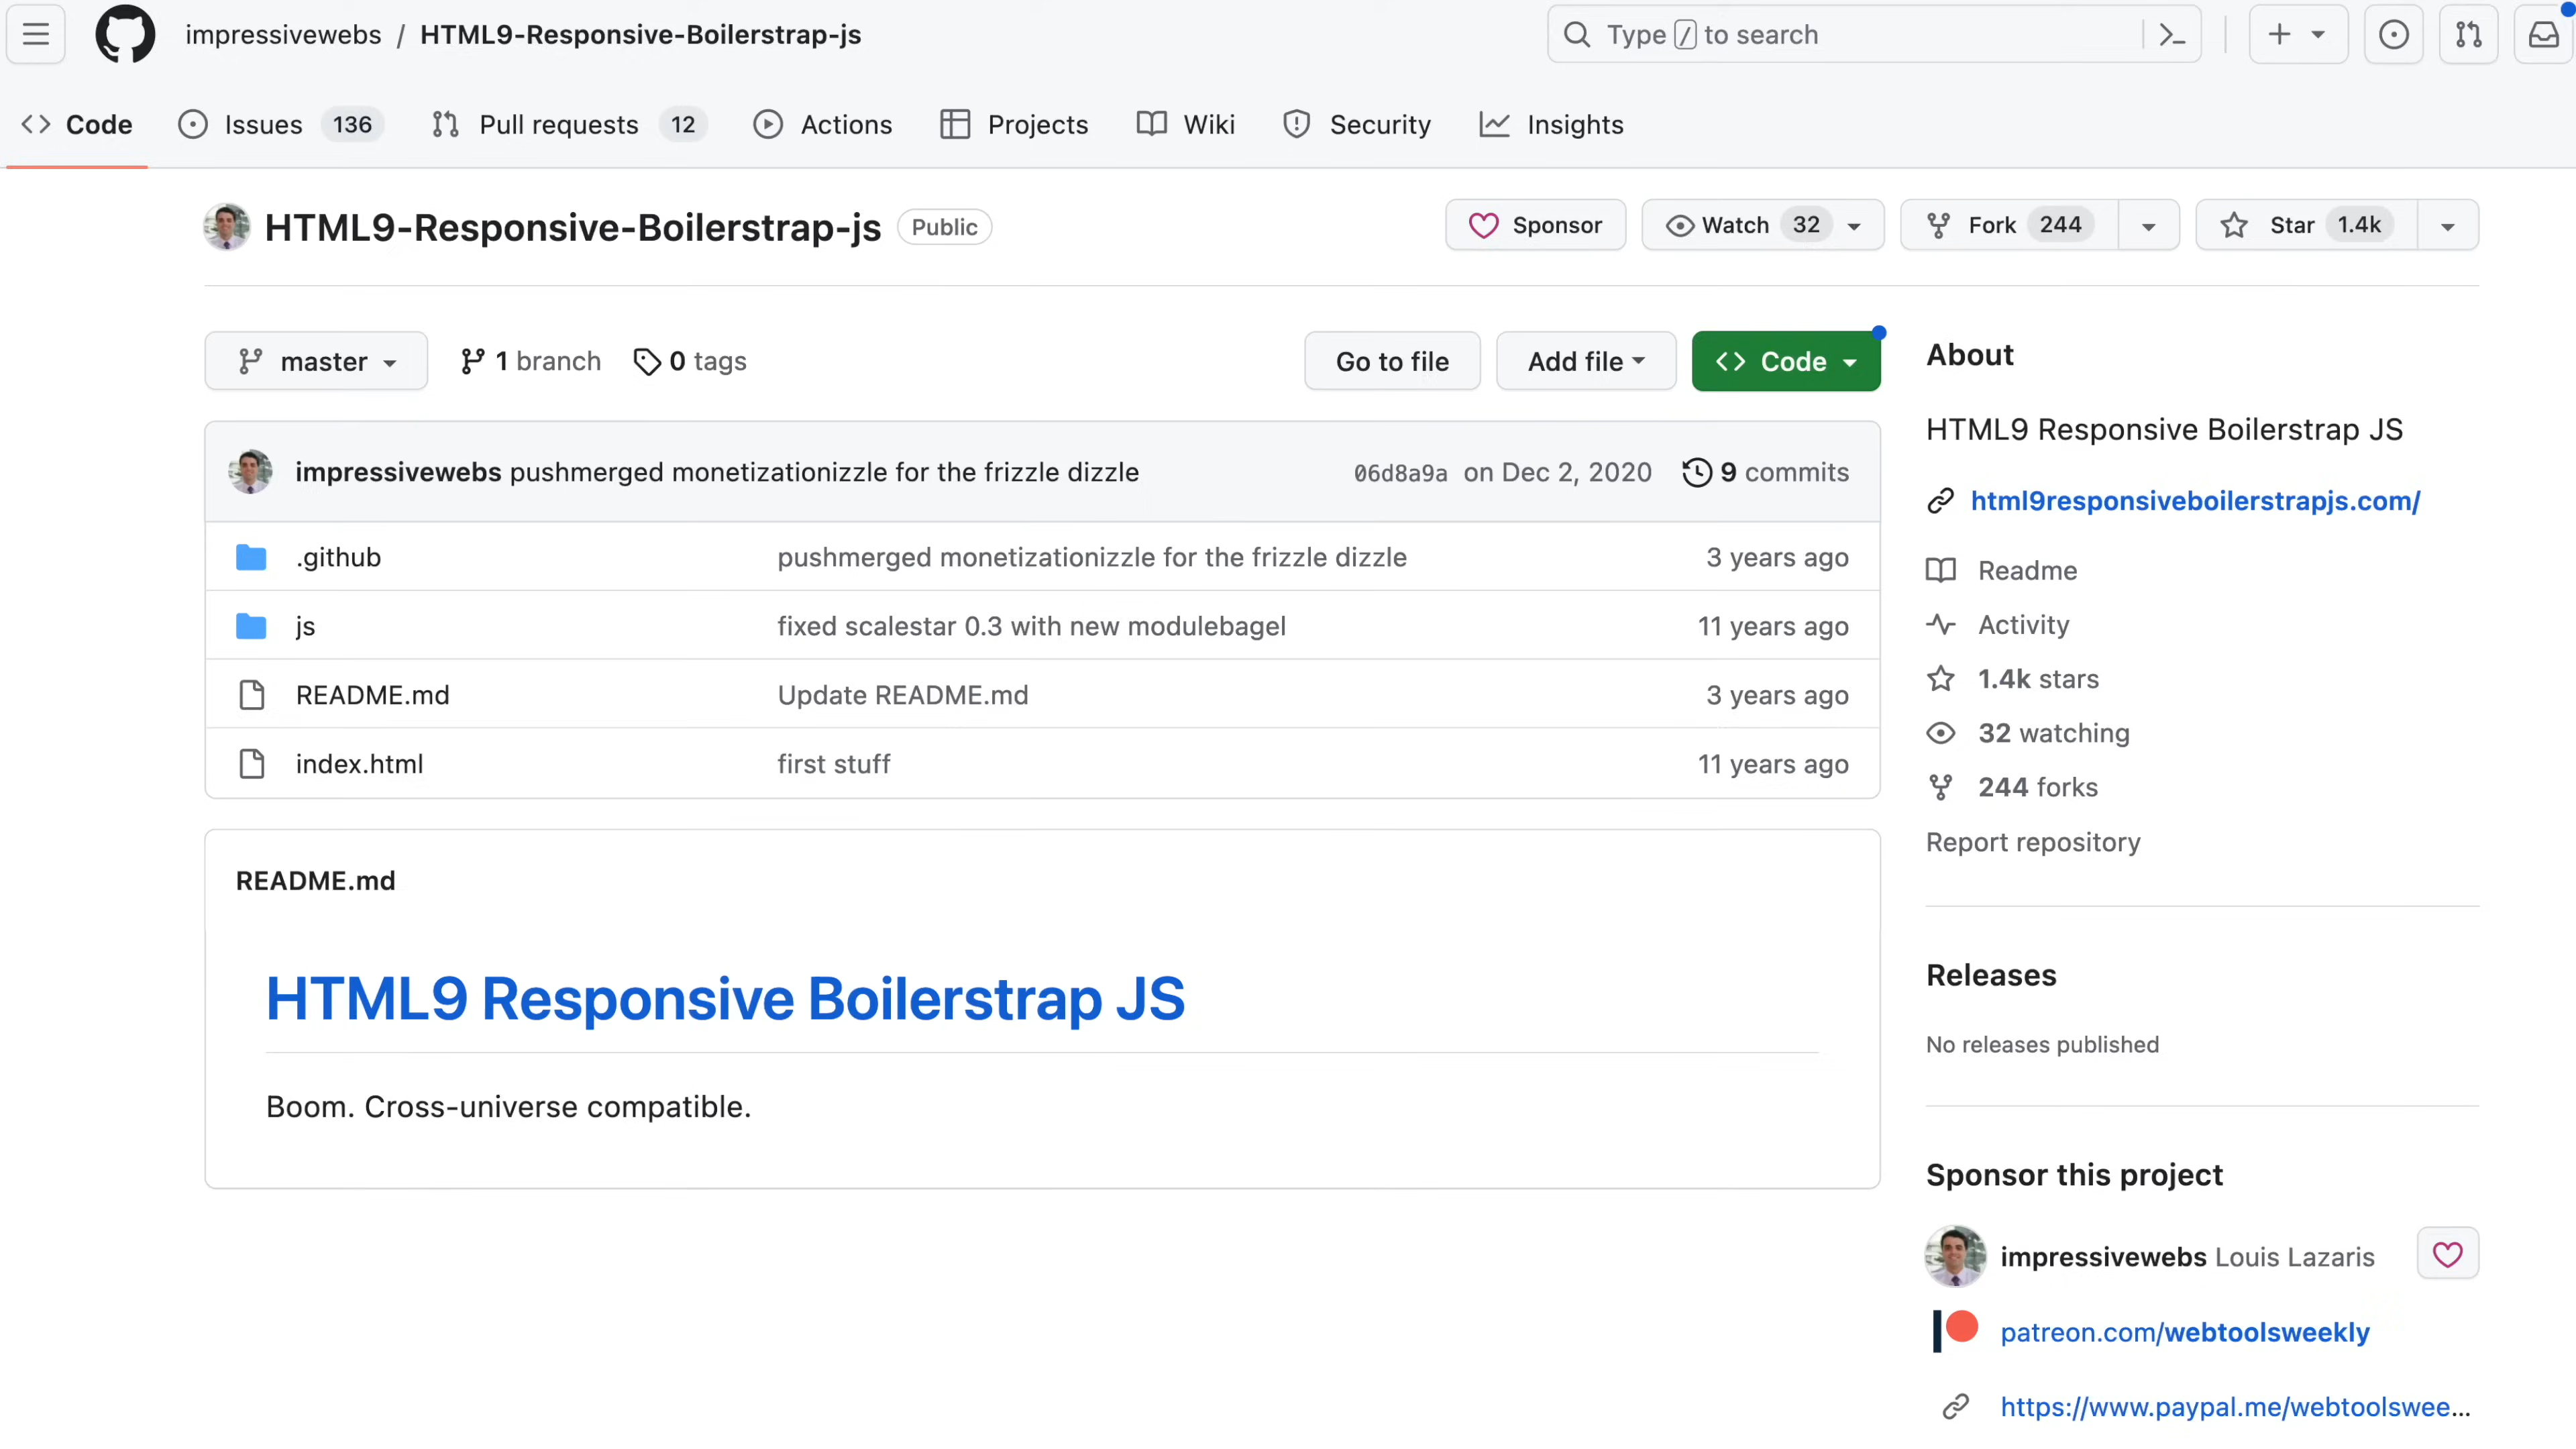 impressivewebs / HTML9-Responsive-Boilerstrap-js
Type / to search
Code
Issues 136
Pull requests 12
Actions
Projects
Wiki
Security
Insights
HTML9-Responsive-Boilerstrap-js Public
Sponsor
Watch 32
Fork 244
Star 1.4k
master
1 branch
0 tags
Go to file
Add file
Code
impressivewebs pushmerged monetizationizzle for the frizzle dizzle 06d8a9a on Dec 2, 2020 9 commits
.github pushmerged monetizationizzle for the frizzle dizzle 3 years ago
js fixed scalestar 0.3 with new modulebagel 11 years ago
README.md Update README.md 3 years ago
index.html first stuff 11 years ago
README.md
HTML9 Responsive Boilerstrap JS
Boom. Cross-universe compatible.
About
HTML9 Responsive Boilerstrap JS
html9responsiveboilerstrapjs.com/
Readme
Activity
1.4k stars
32 watching
244 forks
Report repository
Releases
No releases published
Sponsor this project
impressivewebs Louis Lazaris
patreon.com/webtoolsweekly
https://www.paypal.me/webtoolswee...